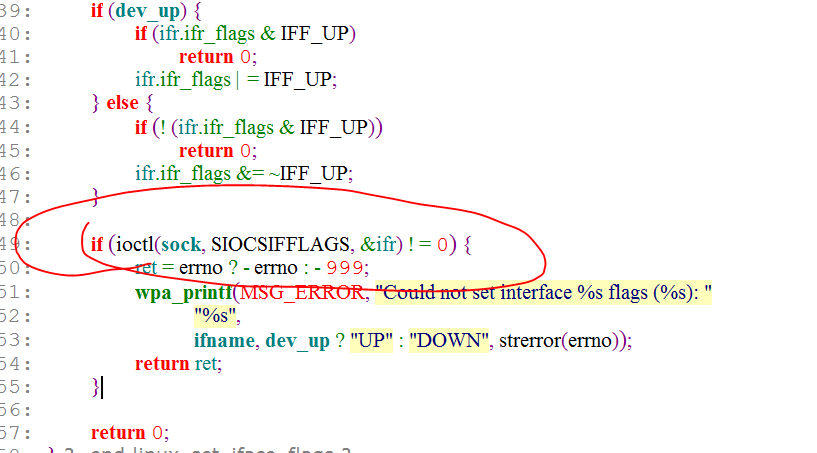 39: if (dev_up) {
40: if (ifr.ifr_flags & IFF_UP)
41: return 0;
42: ifr.ifr_flags | = IFF_UP;
43: } else {
44: if (! (ifr.ifr_flags & IFF_UP))
45: return 0;
46: ifr.ifr_flags &= ~IFF_UP;
47: }
48:
49: if (ioctl(sock, SIOCSIFFLAGS, &ifr) ! = 0) {
50: ret = errno ? - errno : - 999;
51: wpa_printf(MSG_ERROR, "Could not set interface %s flags (%s): "
52: "%s",
53: ifname, dev_up ? "UP" : "DOWN", strerror(errno));
54: return ret;
55: }
56:
57: return 0;